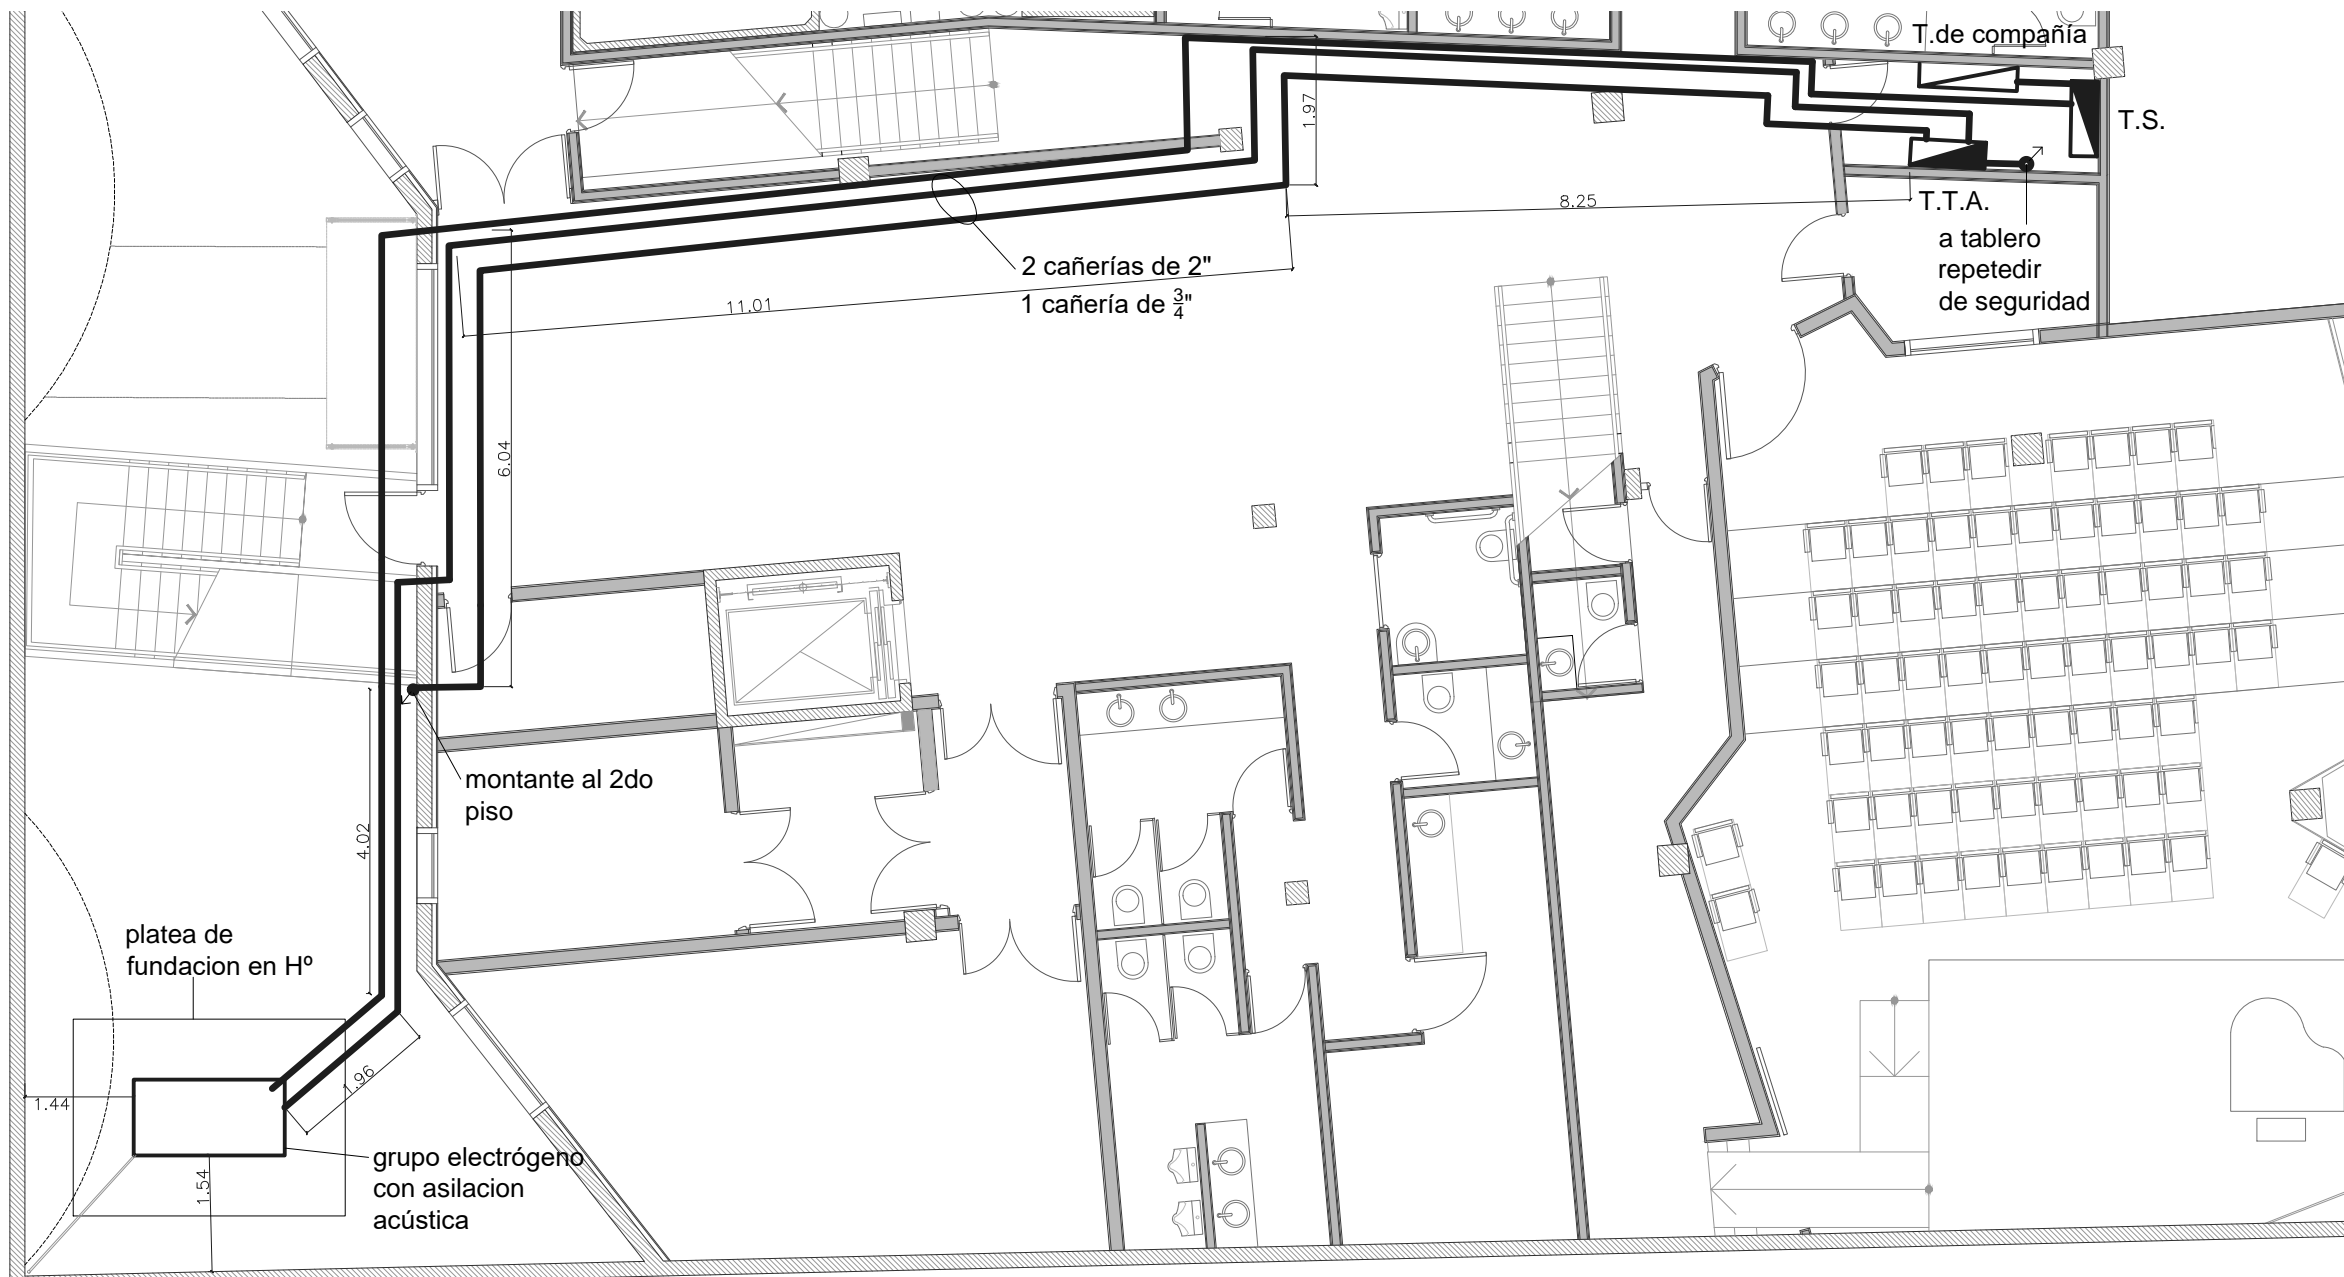 T.de compañía
T.S.
1.97
8.25
T.T.A.
a tablero
repetedir
de seguridad
2 cañerías de 2"
1 cañería de 3/4"
11.01
6.04
montante al 2do
piso
4.02
platea de
fundacion en Hº
1.96
1.44
grupo electrógeno
con asilacion
acústica
1.54